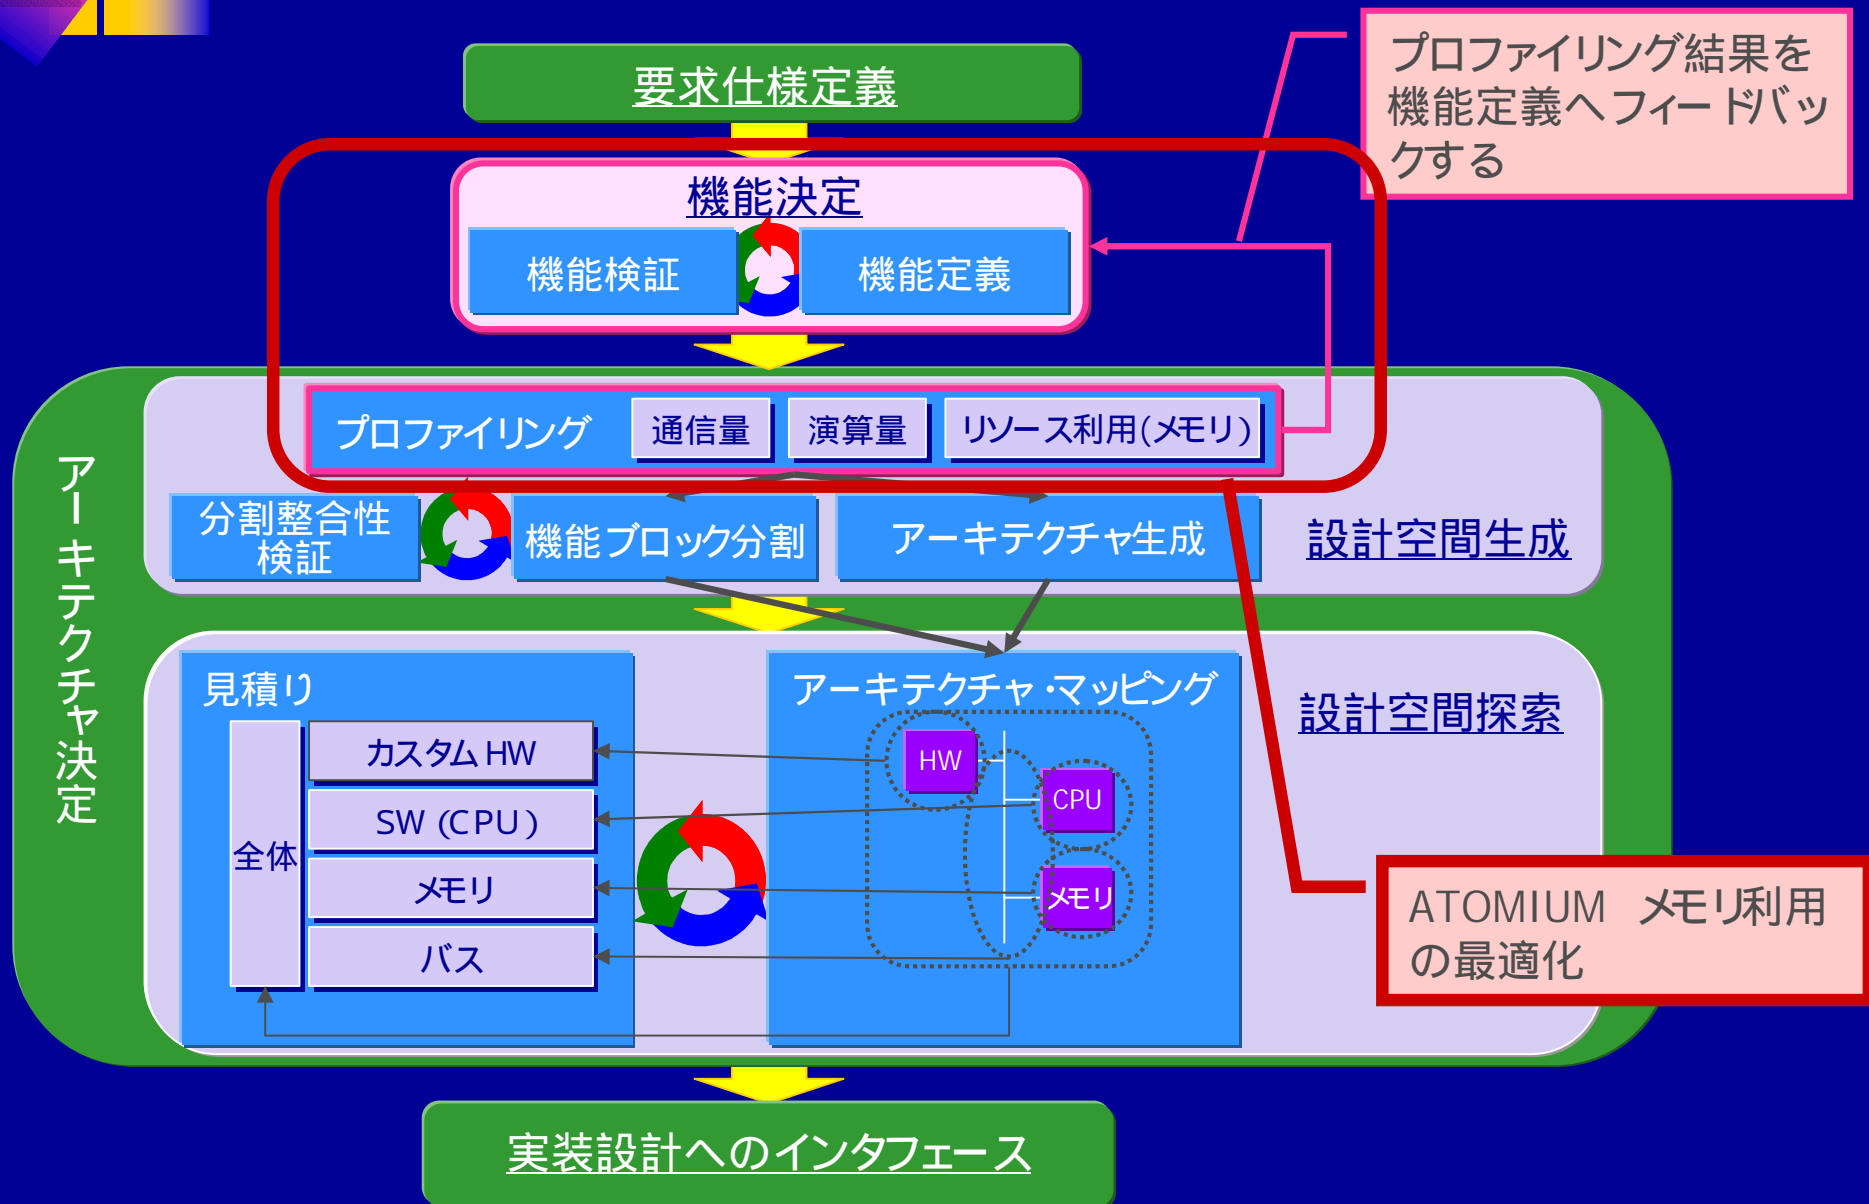 要求仕様定義
プロファイリング結果を
機能定義へフィードバッ
クする
機能決定
機能検証
機能定義
プロファイリング
通信量
演算量
リソース利用(メモリ)
アーキテクチャ決定
分割整合性
検証
機能ブロック分割
アーキテクチャ生成
設計空間生成
見積り
アーキテクチャ・マッピング
設計空間探索
全体
カスタム HW
SW (CPU)
メモリ
バス
HW
CPU
メモリ
ATOMIUM メモリ利用
の最適化
実装設計へのインタフェース